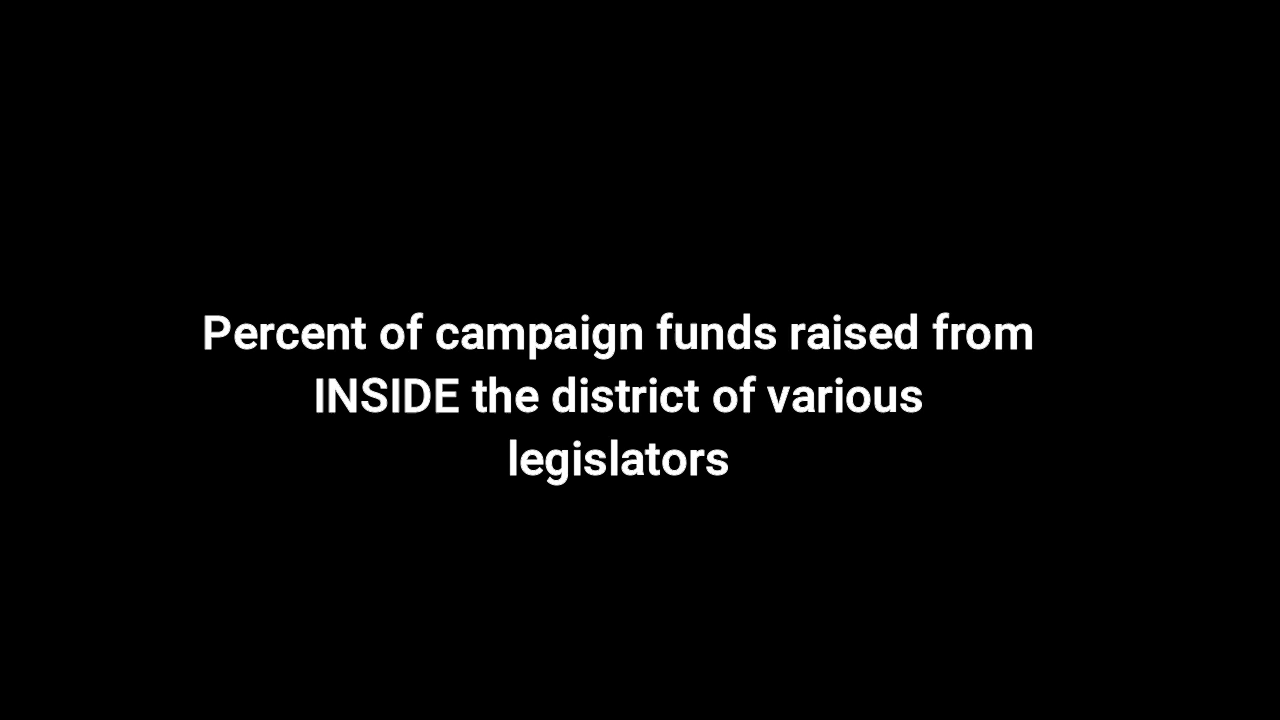 Percent of campaign funds raised from
INSIDE the district of various
legislators